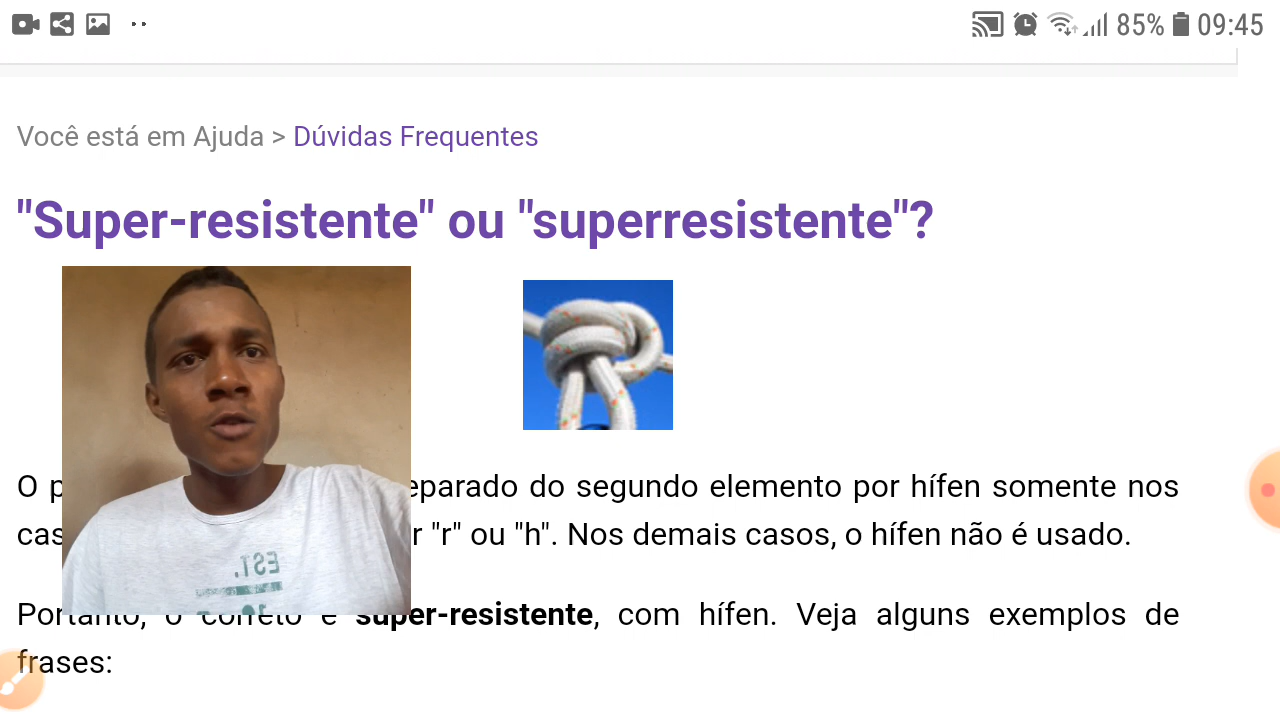 85% 09:45
Você está em Ajuda > Dúvidas Frequentes
"Super-resistente" ou "superresistente"?
O eparado do segundo elemento por hífen somente nos
cas r "r" ou "h". Nos demais casos, o hífen não é usado.
EST.
Portanto, o correto é super-resistente, com hífen. Veja alguns exemplos de
frases: